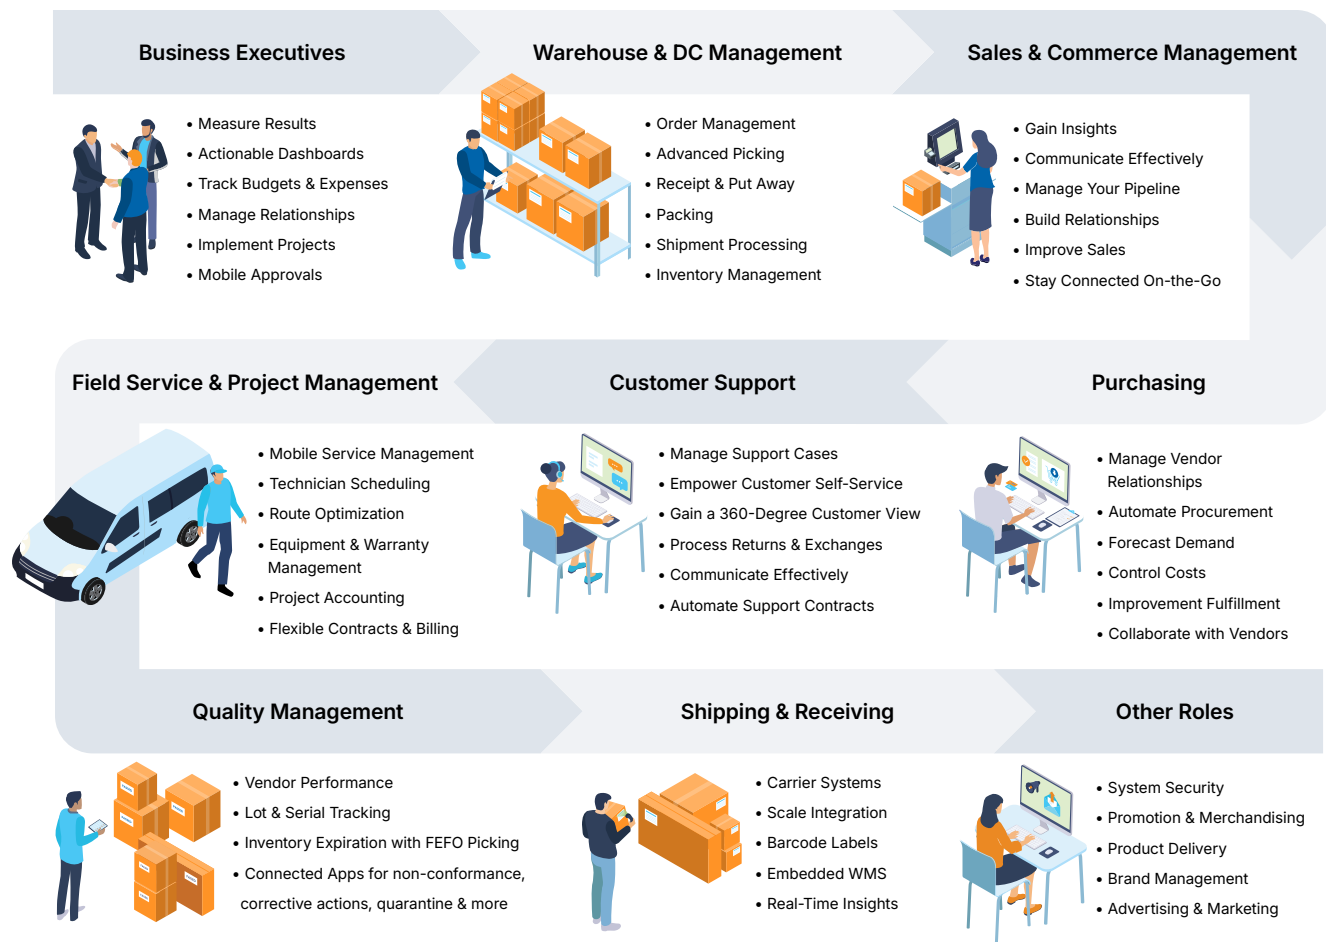 Business Executives
• Measure Results
• Actionable Dashboards
• Track Budgets & Expenses
• Manage Relationships
• Implement Projects
• Mobile Approvals
Warehouse & DC Management
• Order Management
• Advanced Picking
• Receipt & Put Away
• Packing
• Shipment Processing
• Inventory Management
Sales & Commerce Management
• Gain Insights
• Communicate Effectively
• Manage Your Pipeline
• Build Relationships
• Improve Sales
• Stay Connected On-the-Go
Field Service & Project Management
• Mobile Service Management
• Technician Scheduling
• Route Optimization
• Equipment & Warranty
Management
• Project Accounting
• Flexible Contracts & Billing
Customer Support
• Manage Support Cases
• Empower Customer Self-Service
• Gain a 360-Degree Customer View
• Process Returns & Exchanges
• Communicate Effectively
• Automate Support Contracts
Purchasing
• Manage Vendor
Relationships
• Automate Procurement
• Forecast Demand
• Control Costs
• Improvement Fulfillment
• Collaborate with Vendors
Quality Management
• Vendor Performance
• Lot & Serial Tracking
• Inventory Expiration with FEFO Picking
• Connected Apps for non-conformance,
corrective actions, quarantine & more
Shipping & Receiving
• Carrier Systems
• Scale Integration
• Barcode Labels
• Embedded WMS
• Real-Time Insights
Other Roles
• System Security
• Promotion & Merchandising
• Product Delivery
• Brand Management
• Advertising & Marketing